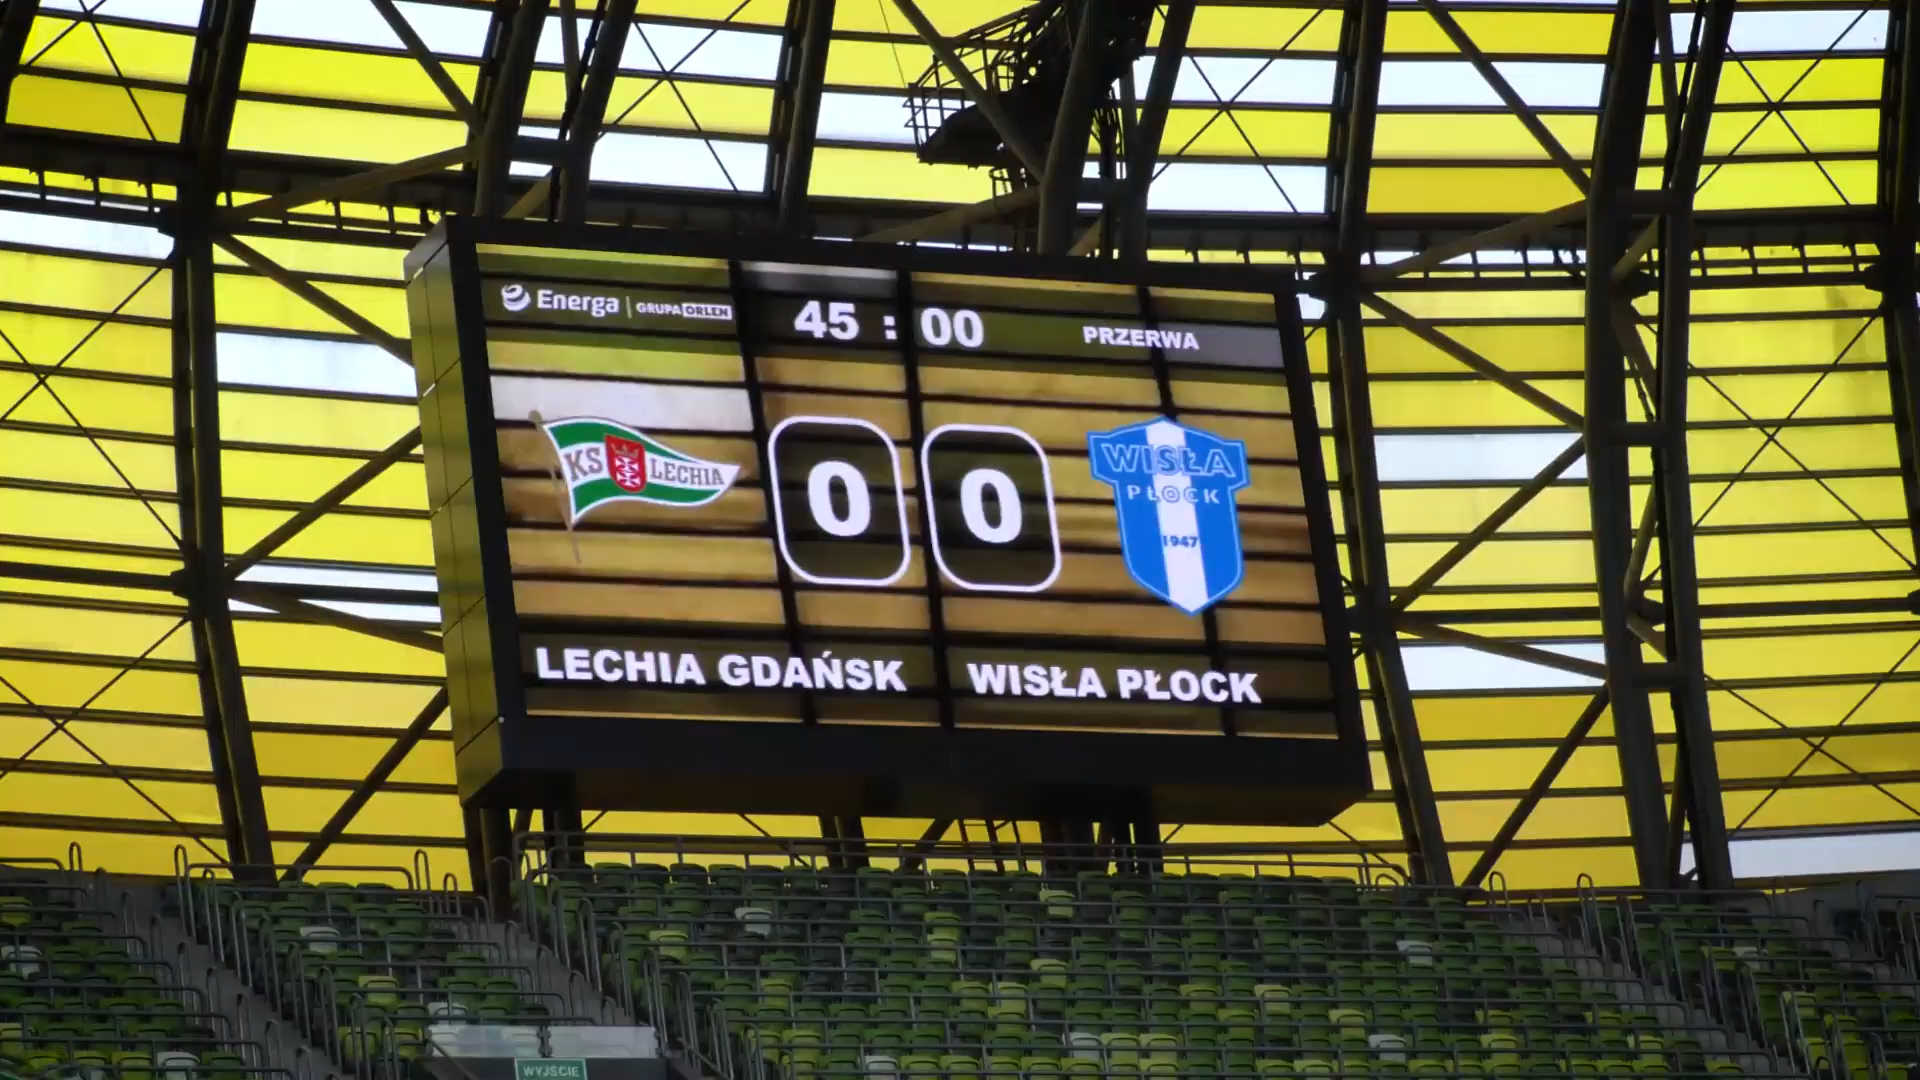 Energa | GRUPA ORLEN
45 : 00
PRZERWA
KS LECHIA
0 0
WISŁA
PŁOCK
1947
LECHIA GDAŃSK
WISŁA PŁOCK
WYJŚCIE